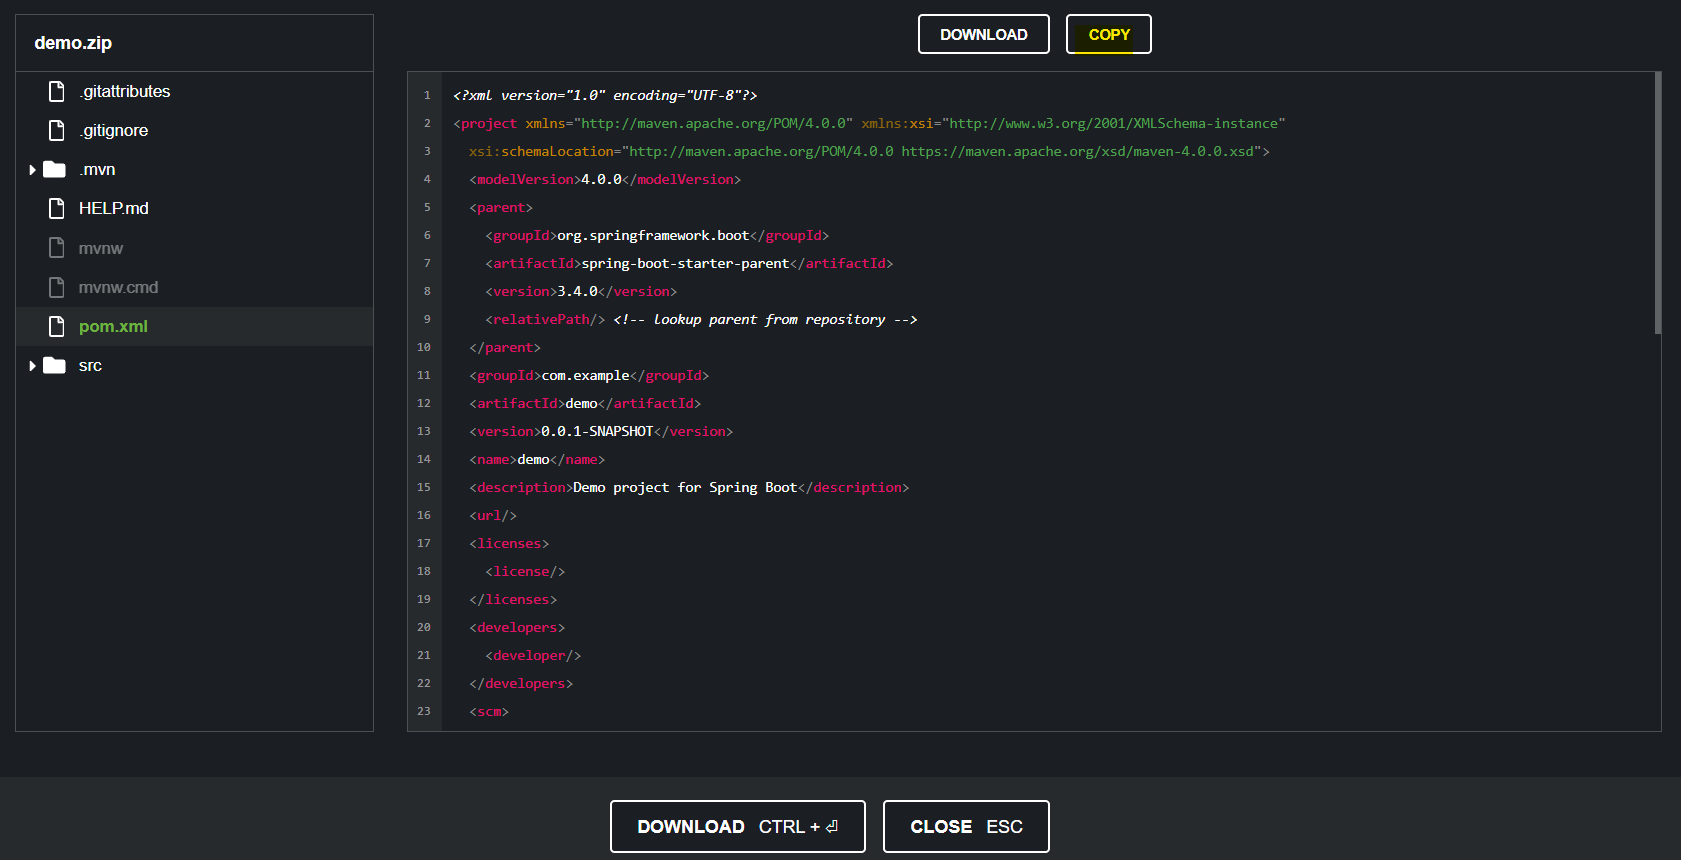 demo.zip
.gitattributes
.gitignore
.mvn
HELP.md
mvnw
mvnw.cmd
pom.xml
src
DOWNLOAD
COPY
1 <?xml version="1.0" encoding="UTF-8"?>
2 <project xmlns="http://maven.apache.org/POM/4.0.0" xmlns:xsi="http://www.w3.org/2001/XMLSchema-instance"
3 xsi:schemaLocation="http://maven.apache.org/POM/4.0.0 https://maven.apache.org/xsd/maven-4.0.0.xsd">
4 <modelVersion>4.0.0</modelVersion>
5 <parent>
6 <groupId>org.springframework.boot</groupId>
7 <artifactId>spring-boot-starter-parent</artifactId>
8 <version>3.4.0</version>
9 <relativePath/> <!-- lookup parent from repository -->
10 </parent>
11 <groupId>com.example</groupId>
12 <artifactId>demo</artifactId>
13 <version>0.0.1-SNAPSHOT</version>
14 <name>demo</name>
15 <description>Demo project for Spring Boot</description>
16 <url/>
17 <licenses>
18 <license/>
19 </licenses>
20 <developers>
21 <developer/>
22 </developers>
23 <scm>
DOWNLOAD CTRL + ⏎
CLOSE ESC